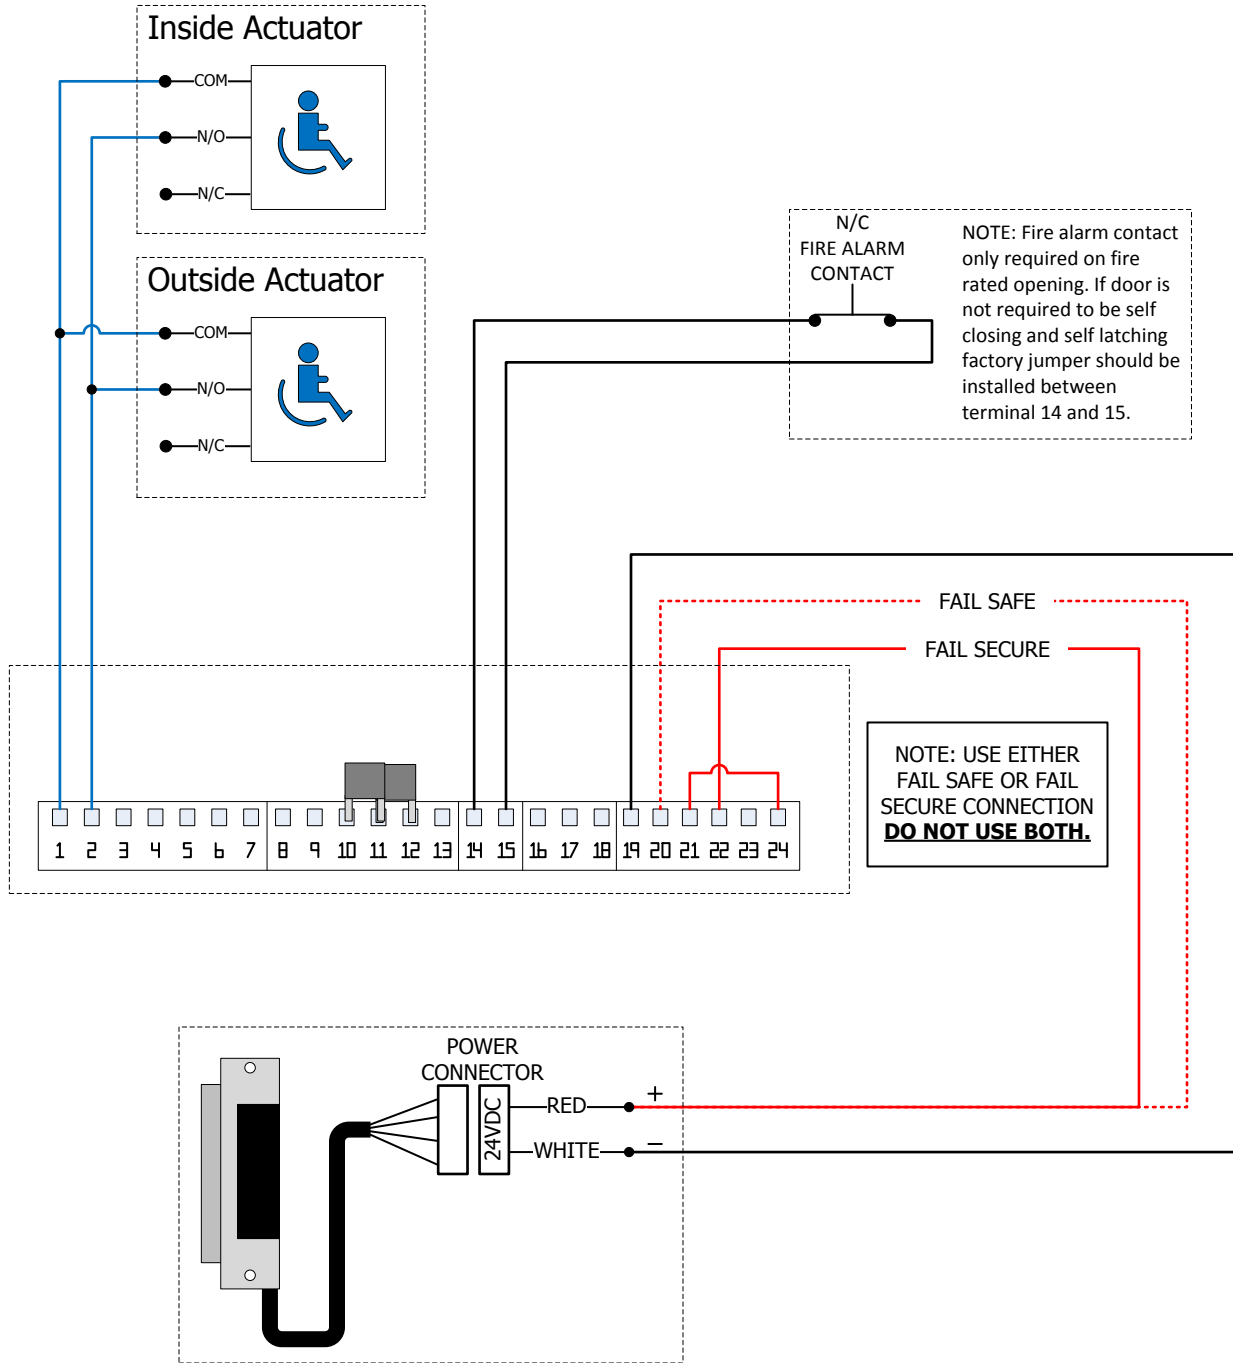 Inside Actuator
COM
N/O
N/C
Outside Actuator
COM
N/O
N/C
N/C
FIRE ALARM
CONTACT
NOTE: Fire alarm contact
only required on fire
rated opening. If door is
not required to be self
closing and self latching
factory jumper should be
installed between
terminal 14 and 15.
FAIL SAFE
FAIL SECURE
NOTE: USE EITHER
FAIL SAFE OR FAIL
SECURE CONNECTION
DO NOT USE BOTH.
1 2 3 4 5 6 7 8 9 10 11 12 13 14 15 16 17 18 19 20 21 22 23 24
POWER
CONNECTOR
24VDC
RED
+
WHITE
−